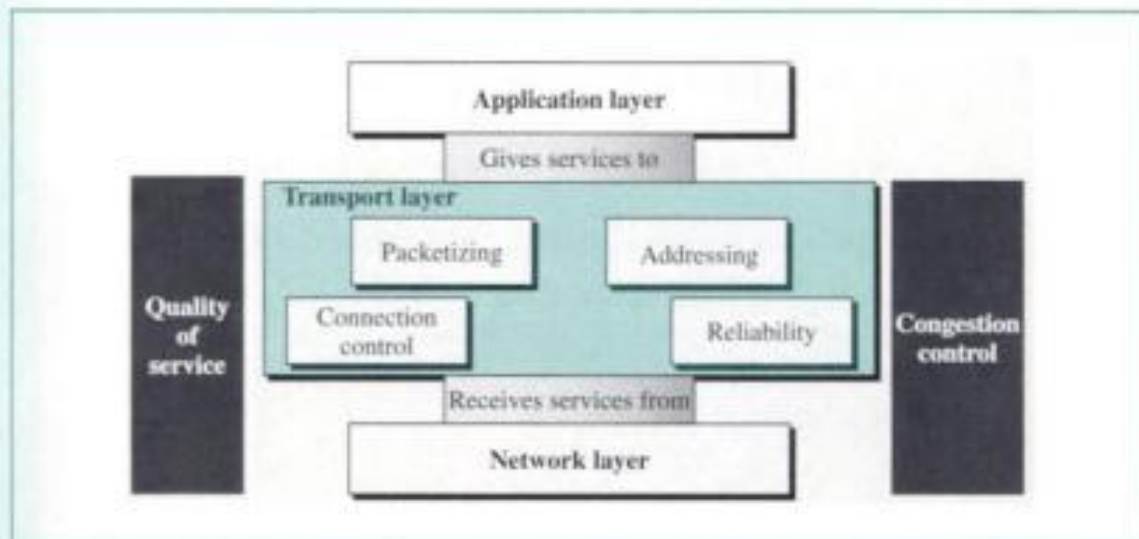 Application layer
Gives services to
Transport layer
Packetizing
Addressing
Quality
of
service
Connection
control
Reliability
Congestion
control
Receives services from
Network layer